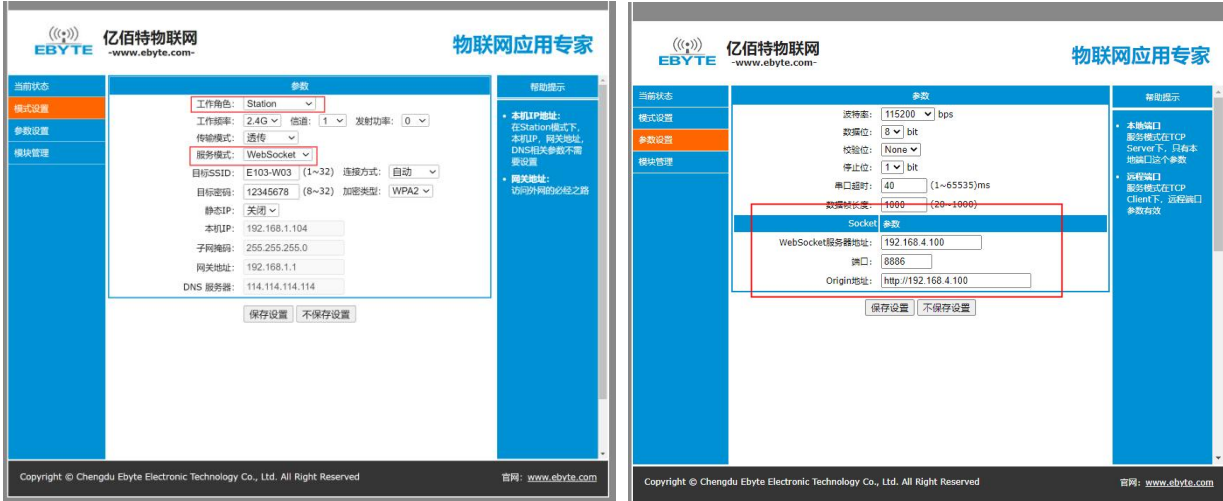 EBYTE
亿佰特物联网
-www.ebyte.com-
物联网应用专家
当前状态
模式设置
参数设置
模块管理
参数
工作角色: Station
工作频率: 2.4G 信道: 1 发射功率: 0
传输模式: 透传
服务模式: WebSocket
目标SSID: E103-W03 (1~32) 连接方式: 自动
目标密码: 12345678 (8~32) 加密类型: WPA2
静态IP: 关闭
本机IP: 192.168.1.104
子网掩码: 255.255.255.0
网关地址: 192.168.1.1
DNS 服务器: 114.114.114.114
保存设置 不保存设置
帮助提示
• 本机IP地址:
在Station模式下,
本机IP, 网关地址,
DNS相关参数不需
要设置
• 网关地址:
访问外网的必经之路
Copyright © Chengdu Ebyte Electronic Technology Co., Ltd. All Right Reserved
官网: www.ebyte.com
EBYTE
亿佰特物联网
-www.ebyte.com-
物联网应用专家
当前状态
模式设置
参数设置
模块管理
参数
波特率: 115200 bps
数据位: 8 bit
校验位: None
停止位: 1 bit
串口超时: 40 (1~65535)ms
数据帧长度: 1000 (20~1000)
Socket 参数
WebSocket服务器地址: 192.168.4.100
端口: 8886
Origin地址: http://192.168.4.100
保存设置 不保存设置
帮助提示
• 本地端口
服务模式在TCP
Server下, 只有本
地端口这个参数
• 远程端口
服务模式在TCP
Client下, 远程端口
参数有效
Copyright © Chengdu Ebyte Electronic Technology Co., Ltd. All Right Reserved
官网: www.ebyte.com